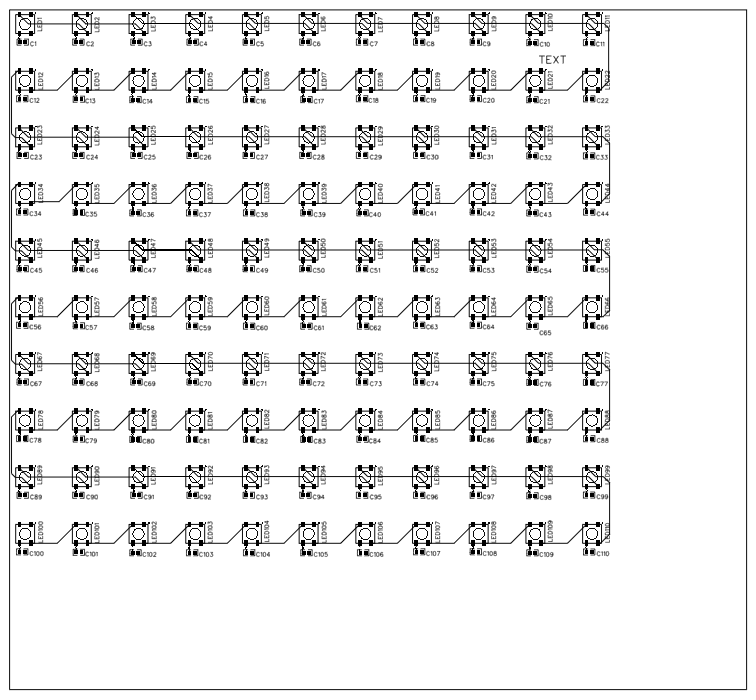 LED1 LED2 LED3 LED4 LED5 LED6 LED7 LED8 LED9 LED10 LED11
C1 C2 C3 C4 C5 C6 C7 C8 C9 C10 C11
TEXT
LED12 LED13 LED14 LED15 LED16 LED17 LED18 LED19 LED20 LED21 LED22
C12 C13 C14 C15 C16 C17 C18 C19 C20 C21 C22
LED23 LED24 LED25 LED26 LED27 LED28 LED29 LED30 LED31 LED32 LED33
C23 C24 C25 C26 C27 C28 C29 C30 C31 C32 C33
LED34 LED35 LED36 LED37 LED38 LED39 LED40 LED41 LED42 LED43 LED44
C34 C35 C36 C37 C38 C39 C40 C41 C42 C43 C44
LED45 LED46 LED47 LED48 LED49 LED50 LED51 LED52 LED53 LED54 LED55
C45 C46 C47 C48 C49 C50 C51 C52 C53 C54 C55
LED56 LED57 LED58 LED59 LED60 LED61 LED62 LED63 LED64 LED65 LED66
C56 C57 C58 C59 C60 C61 C62 C63 C64 C65 C66
LED67 LED68 LED69 LED70 LED71 LED72 LED73 LED74 LED75 LED76 LED77
C67 C68 C69 C70 C71 C72 C73 C74 C75 C76 C77
LED78 LED79 LED80 LED81 LED82 LED83 LED84 LED85 LED86 LED87 LED88
C78 C79 C80 C81 C82 C83 C84 C85 C86 C87 C88
LED89 LED90 LED91 LED92 LED93 LED94 LED95 LED96 LED97 LED98 LED99
C89 C90 C91 C92 C93 C94 C95 C96 C97 C98 C99
LED100 LED101 LED102 LED103 LED104 LED105 LED106 LED107 LED108 LED109 LED110
C100 C101 C102 C103 C104 C105 C106 C107 C108 C109 C110